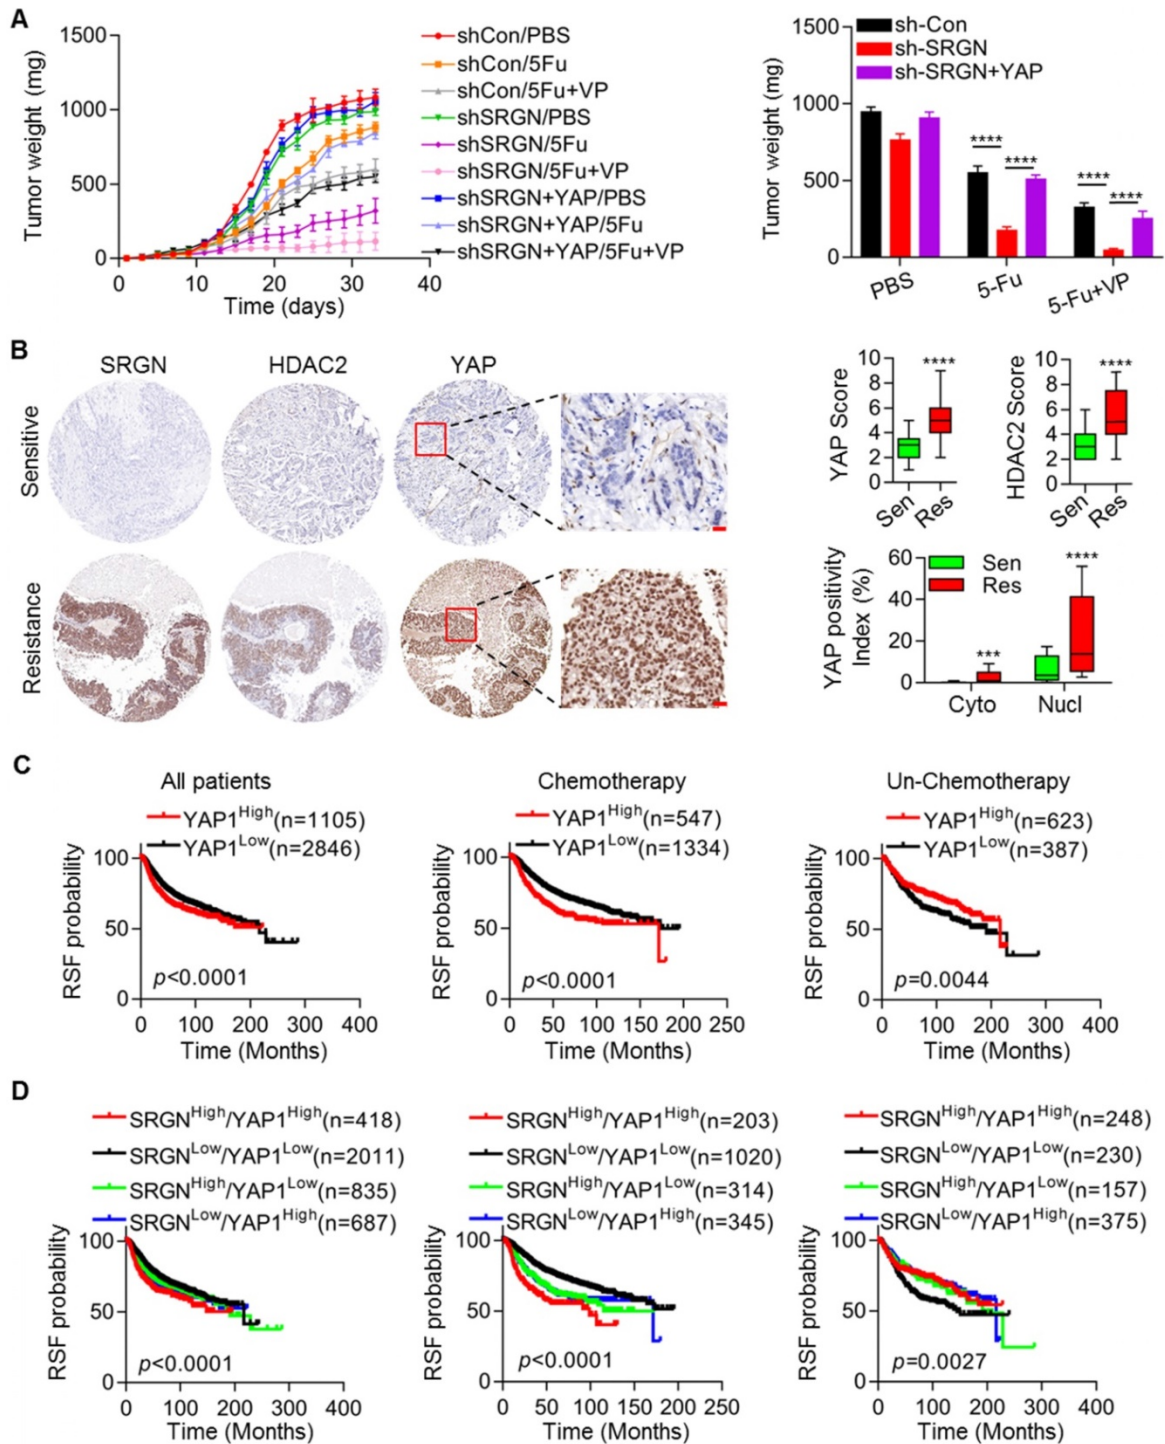 A
Tumor weight (mg)
1500
1000
500
0
0 10 20 30 40
Time (days)
shCon/PBS
shCon/5Fu
shCon/5Fu+VP
shSRGN/PBS
shSRGN/5Fu
shSRGN/5Fu+VP
shSRGN+YAP/PBS
shSRGN+YAP/5Fu
shSRGN+YAP/5Fu+VP
Tumor weight (mg)
1500
1000
500
0
sh-Con
sh-SRGN
sh-SRGN+YAP
**** **** **** ****
PBS 5-Fu 5-Fu+VP
B
SRGN HDAC2 YAP
Sensitive
Resistance
YAP Score
10
8
6
4
2
0
****
Sen Res
HDAC2 Score
10
8
6
4
2
0
****
Sen Res
YAP positivity
Index (%)
60
40
20
0
Sen
Res
*** ****
Cyto Nucl
C
All patients
YAP1High(n=1105)
YAP1Low(n=2846)
RSF probability
100
50
0
p<0.0001
0 100 200 300 400
Time (Months)
Chemotherapy
YAP1High(n=547)
YAP1Low(n=1334)
RSF probability
100
50
0
p<0.0001
0 50 100 150 200 250
Time (Months)
Un-Chemotherapy
YAP1High(n=623)
YAP1Low(n=387)
RSF probability
100
50
0
p=0.0044
0 100 200 300 400
Time (Months)
D
SRGNHigh/YAP1High(n=418)
SRGNLow/YAP1Low(n=2011)
SRGNHigh/YAP1Low(n=835)
SRGNLow/YAP1High(n=687)
RSF probability
100
50
0
p<0.0001
0 100 200 300 400
Time (Months)
SRGNHigh/YAP1High(n=203)
SRGNLow/YAP1Low(n=1020)
SRGNHigh/YAP1Low(n=314)
SRGNLow/YAP1High(n=345)
RSF probability
100
50
0
p<0.0001
0 50 100 150 200 250
Time (Months)
SRGNHigh/YAP1High(n=248)
SRGNLow/YAP1Low(n=230)
SRGNHigh/YAP1Low(n=157)
SRGNLow/YAP1High(n=375)
RSF probability
100
50
0
p=0.0027
0 100 200 300 400
Time (Months)